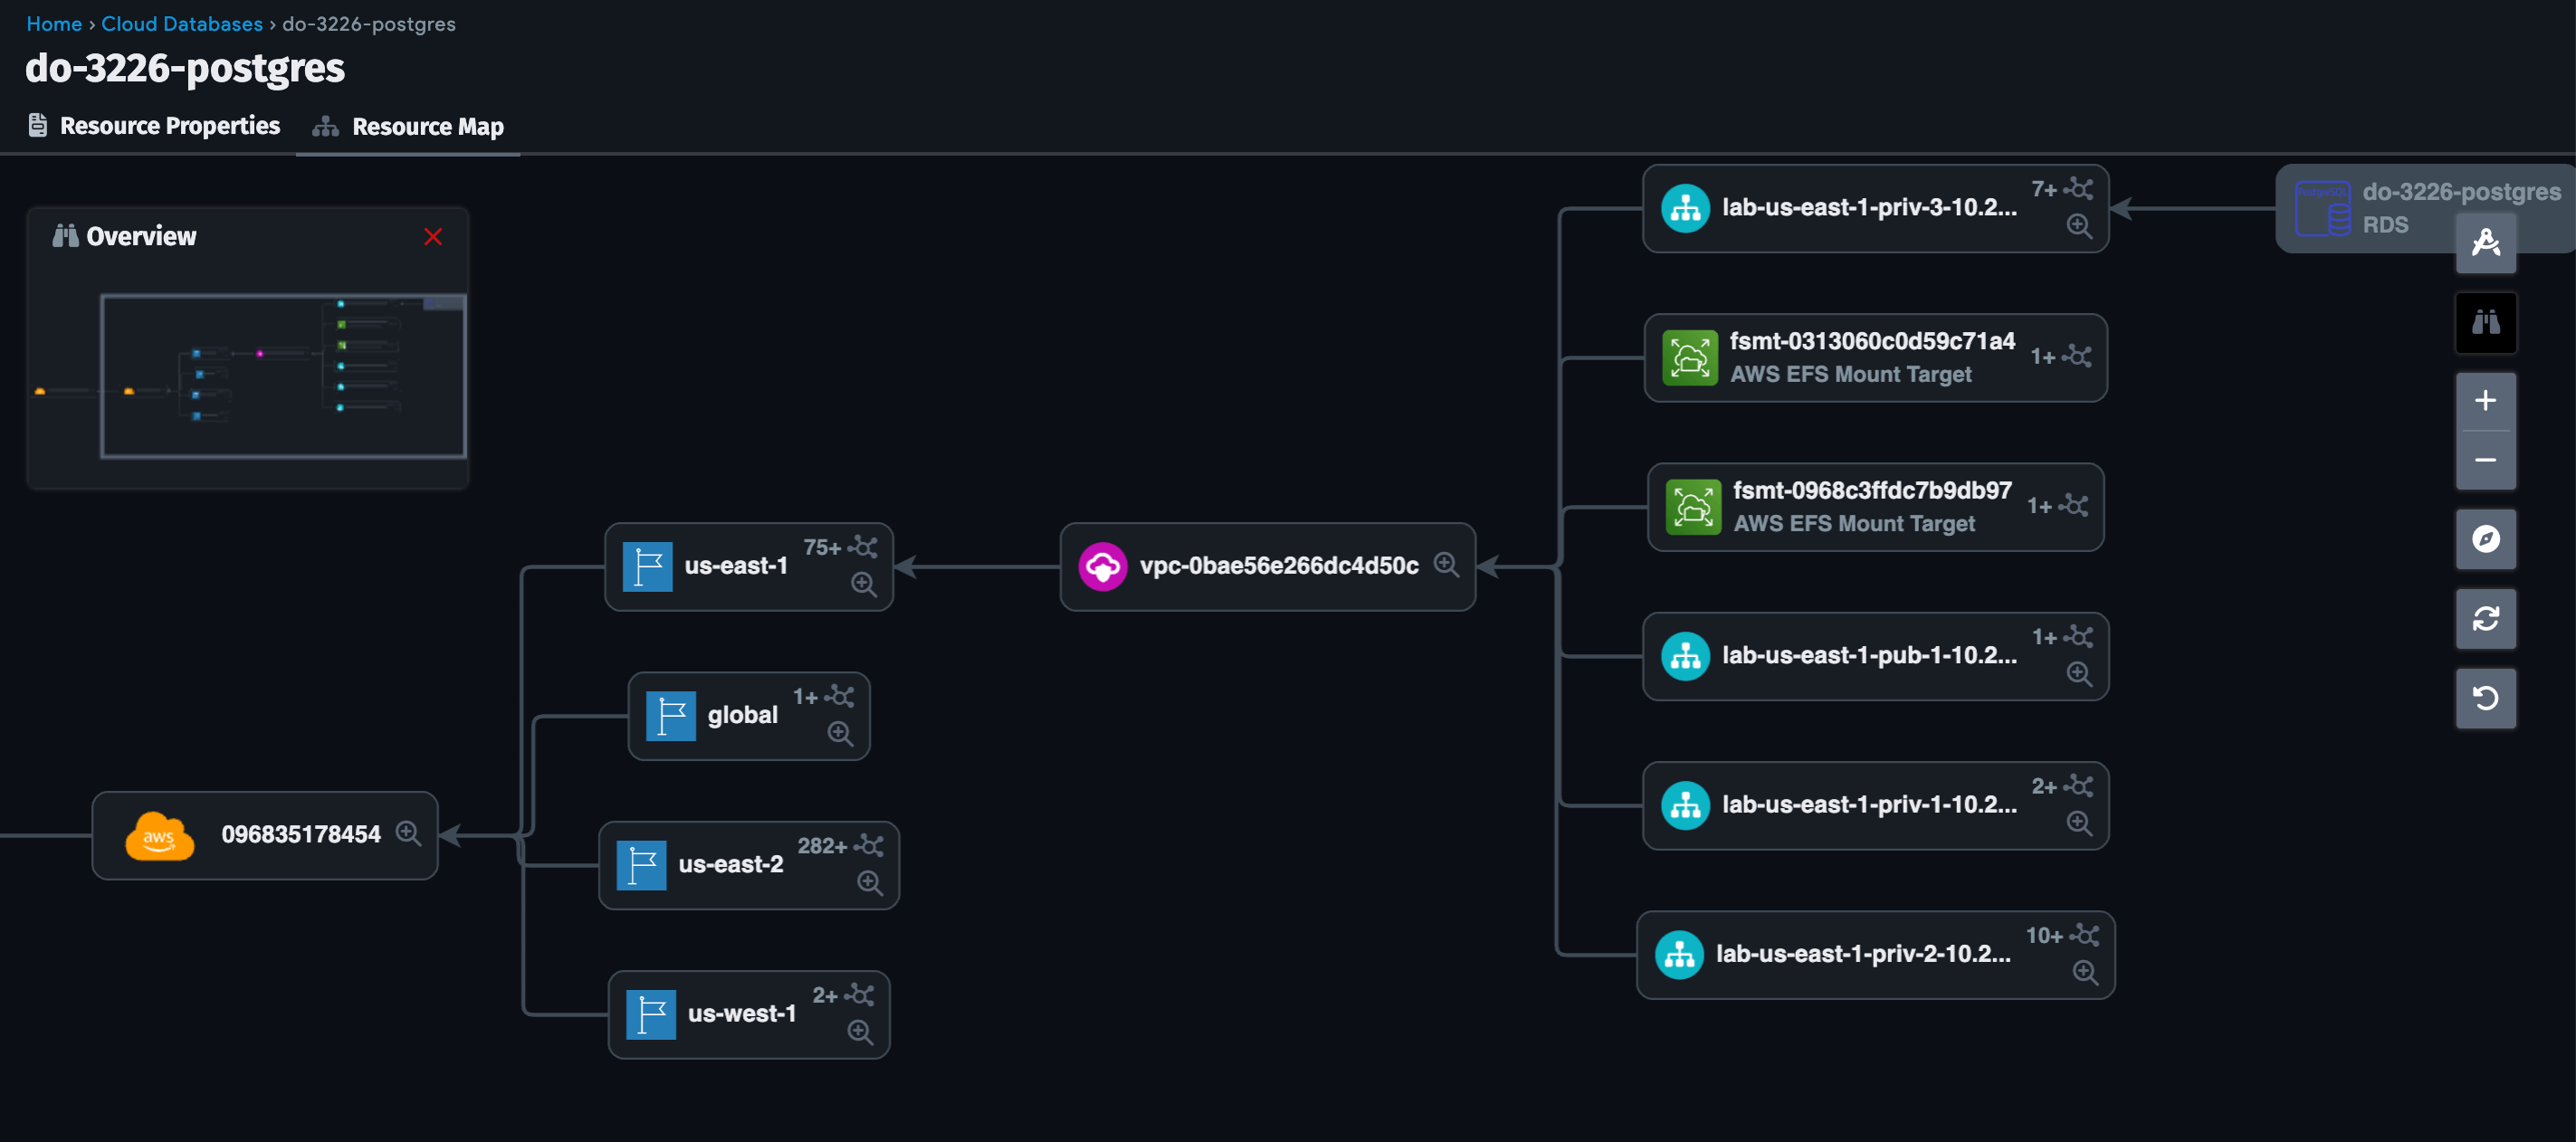 Home › Cloud Databases › do-3226-postgres
do-3226-postgres
Resource Properties
Resource Map
Overview
lab-us-east-1-priv-3-10.2...
7+
PostgreSQL
do-3226-postgres
RDS
fsmt-0313060c0d59c71a4
AWS EFS Mount Target
1+
fsmt-0968c3ffdc7b9db97
AWS EFS Mount Target
1+
us-east-1
75+
vpc-0bae56e266dc4d50c
lab-us-east-1-pub-1-10.2...
1+
global
1+
lab-us-east-1-priv-1-10.2...
2+
aws
096835178454
us-east-2
282+
lab-us-east-1-priv-2-10.2...
10+
us-west-1
2+